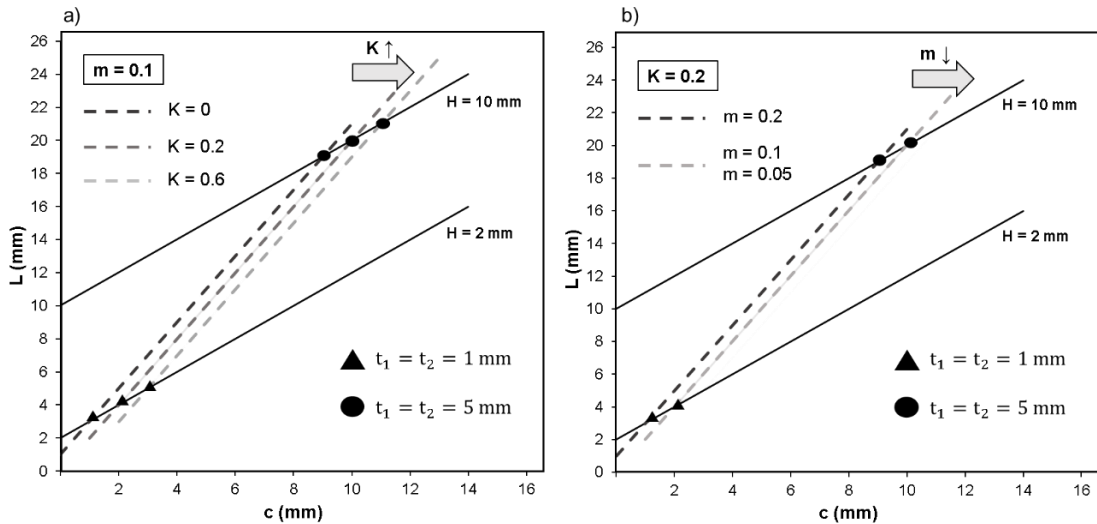 a)
K ↑
m = 0.1
K = 0
K = 0.2
K = 0.6
H = 10 mm
H = 2 mm
t₁ = t₂ = 1 mm
t₁ = t₂ = 5 mm
L (mm)
26
24
22
20
18
16
14
12
10
8
6
4
2
0
2 4 6 8 10 12 14 16
c (mm)
b)
m ↓
K = 0.2
m = 0.2
m = 0.1
m = 0.05
H = 10 mm
H = 2 mm
t₁ = t₂ = 1 mm
t₁ = t₂ = 5 mm
L (mm)
26
24
22
20
18
16
14
12
10
8
6
4
2
0
2 4 6 8 10 12 14 16
c (mm)